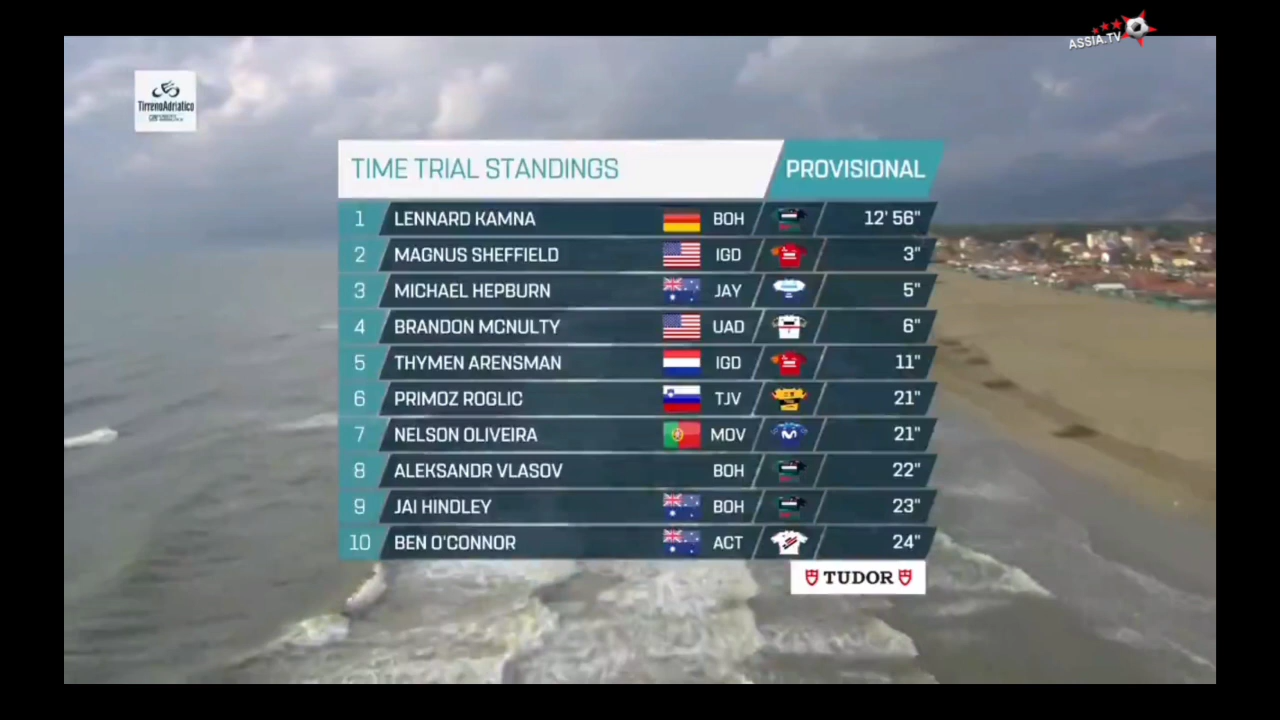 ASSIA.TV
TirrenoAdriatico
TIME TRIAL STANDINGS PROVISIONAL
1 LENNARD KAMNA BOH 12' 56"
2 MAGNUS SHEFFIELD IGD 3"
3 MICHAEL HEPBURN JAY 5"
4 BRANDON MCNULTY UAD 6"
5 THYMEN ARENSMAN IGD 11"
6 PRIMOZ ROGLIC TJV 21"
7 NELSON OLIVEIRA MOV 21"
8 ALEKSANDR VLASOV BOH 22"
9 JAI HINDLEY BOH 23"
10 BEN O'CONNOR ACT 24"
TUDOR